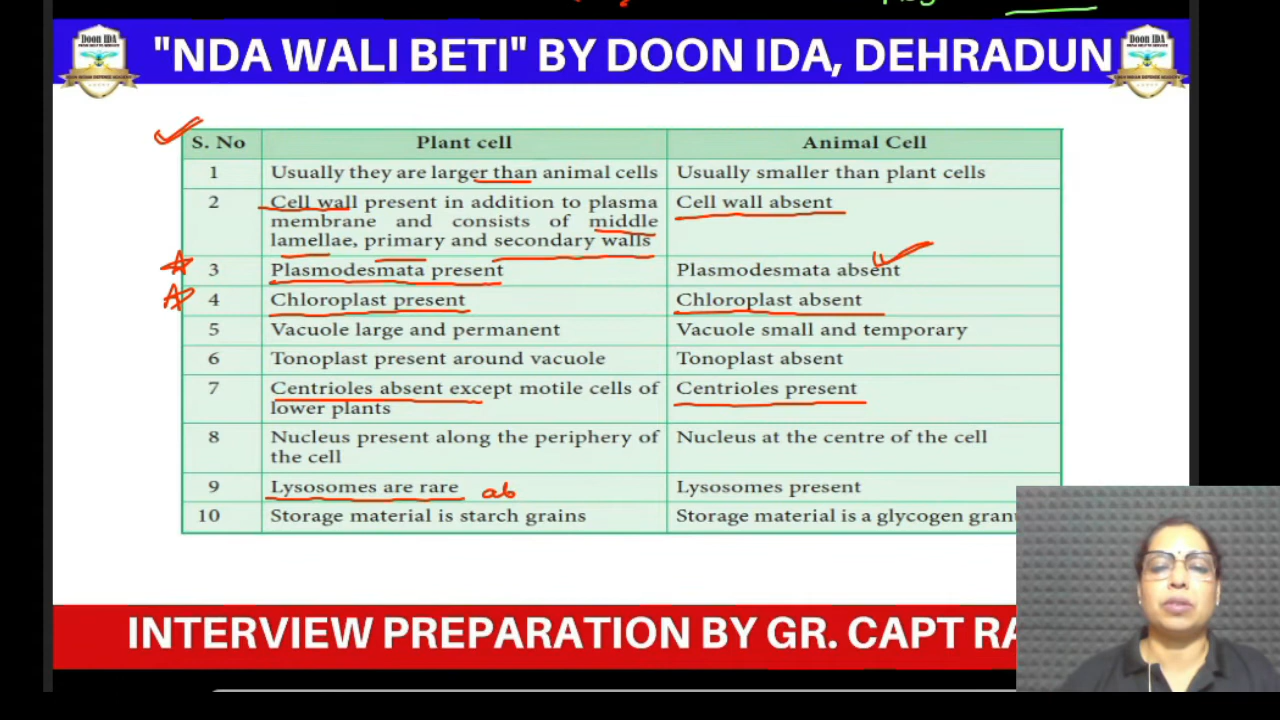 "NDA WALI BETI" BY DOON IDA, DEHRADUN
Doon IDA
Doon IDA
S. No Plant cell Animal Cell
1 Usually they are larger than animal cells Usually smaller than plant cells
2 Cell wall present in addition to plasma Cell wall absent
membrane and consists of middle
lamellae, primary and secondary walls
3 Plasmodesmata present Plasmodesmata absent
4 Chloroplast present Chloroplast absent
5 Vacuole large and permanent Vacuole small and temporary
6 Tonoplast present around vacuole Tonoplast absent
7 Centrioles absent except motile cells of Centrioles present
lower plants
8 Nucleus present along the periphery of Nucleus at the centre of the cell
the cell
9 Lysosomes are rare ab Lysosomes present
10 Storage material is starch grains Storage material is a glycogen
INTERVIEW PREPARATION BY GR. CAPT